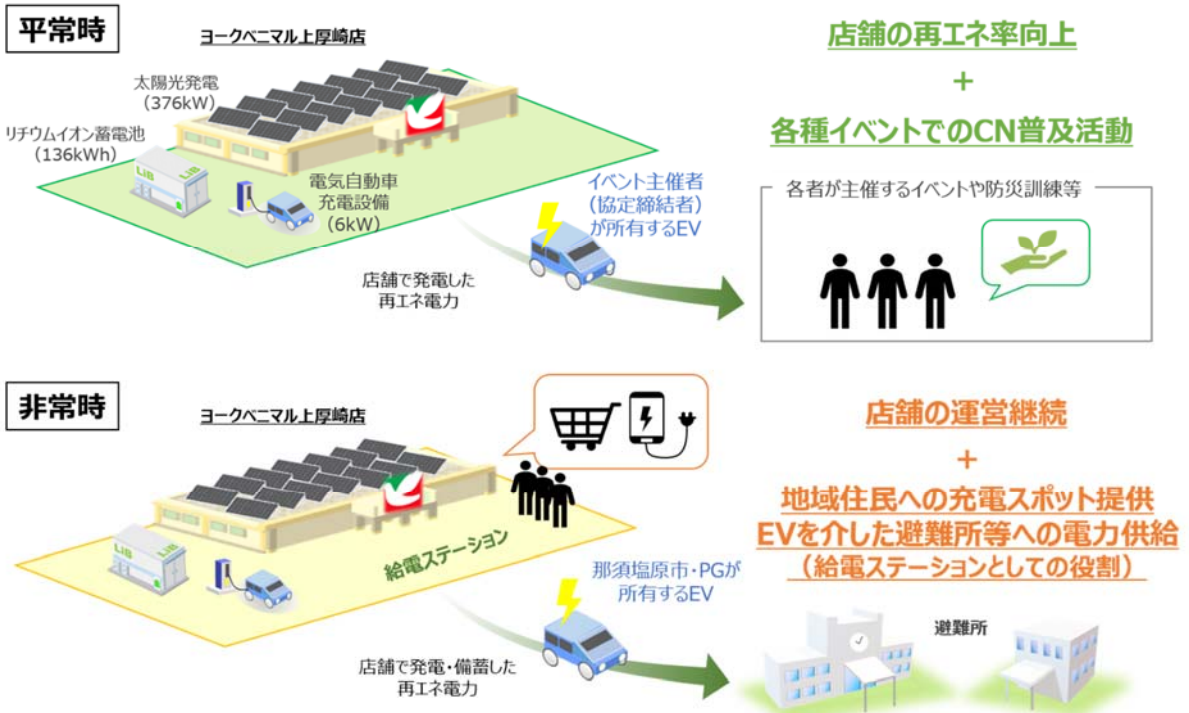 平常時
ヨークベニマル上厚崎店
太陽光発電
（376kW）
リチウムイオン蓄電池
（136kWh）
LiB
電気自動車
充電設備
（6kW）
店舗で発電した
再エネ電力
イベント主催者
（協定締結者）
が所有するEV
店舗の再エネ率向上
+
各種イベントでのCN普及活動
各者が主催するイベントや防災訓練等
非常時
ヨークベニマル上厚崎店
LiB
給電ステーション
店舗で発電・備蓄した
再エネ電力
那須塩原市・PGが
所有するEV
店舗の運営継続
+
地域住民への充電スポット提供
EVを介した避難所等への電力供給
（給電ステーションとしての役割）
避難所